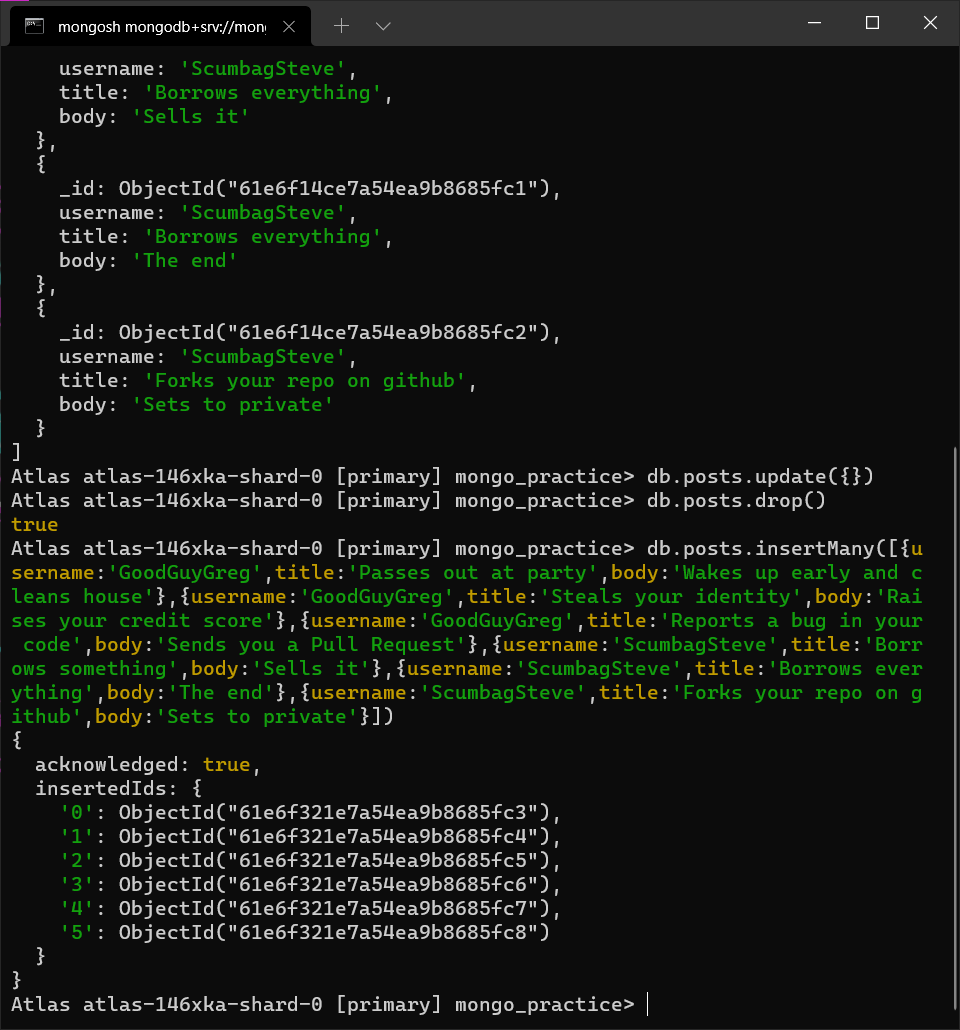 mongosh mongodb+srv://mon
username: 'ScumbagSteve',
title: 'Borrows everything',
body: 'Sells it'
},
{
_id: ObjectId("61e6f14ce7a54ea9b8685fc1"),
username: 'ScumbagSteve',
title: 'Borrows everything',
body: 'The end'
},
{
_id: ObjectId("61e6f14ce7a54ea9b8685fc2"),
username: 'ScumbagSteve',
title: 'Forks your repo on github',
body: 'Sets to private'
}
]
Atlas atlas-146xka-shard-0 [primary] mongo_practice> db.posts.update({})
Atlas atlas-146xka-shard-0 [primary] mongo_practice> db.posts.drop()
true
Atlas atlas-146xka-shard-0 [primary] mongo_practice> db.posts.insertMany([{u
sername:'GoodGuyGreg',title:'Passes out at party',body:'Wakes up early and c
leans house'},{username:'GoodGuyGreg',title:'Steals your identity',body:'Rai
ses your credit score'},{username:'GoodGuyGreg',title:'Reports a bug in your
 code',body:'Sends you a Pull Request'},{username:'ScumbagSteve',title:'Borr
ows something',body:'Sells it'},{username:'ScumbagSteve',title:'Borrows ever
ything',body:'The end'},{username:'ScumbagSteve',title:'Forks your repo on g
ithub',body:'Sets to private'}])
{
acknowledged: true,
insertedIds: {
'0': ObjectId("61e6f321e7a54ea9b8685fc3"),
'1': ObjectId("61e6f321e7a54ea9b8685fc4"),
'2': ObjectId("61e6f321e7a54ea9b8685fc5"),
'3': ObjectId("61e6f321e7a54ea9b8685fc6"),
'4': ObjectId("61e6f321e7a54ea9b8685fc7"),
'5': ObjectId("61e6f321e7a54ea9b8685fc8")
}
}
Atlas atlas-146xka-shard-0 [primary] mongo_practice>